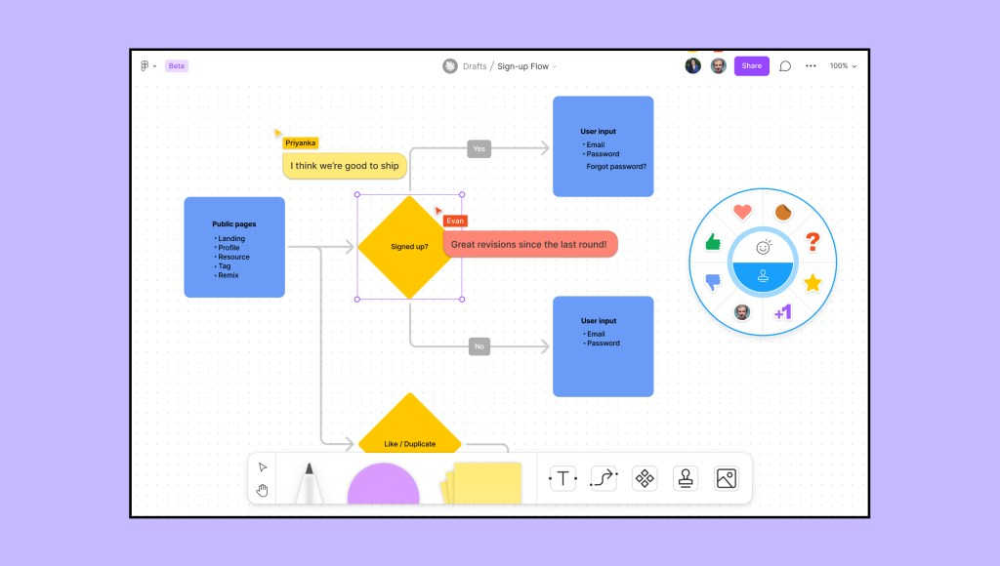 Beta
Drafts / Sign-up Flow
Share
100%
Priyanka
I think we're good to ship
Yes
User input
• Email
• Password
Forgot password?
Public pages
• Landing
• Profile
• Resource
• Tag
• Remix
Signed up?
Evan
Great revisions since the last round!
?
+1
No
User input
• Email
• Password
Like / Duplicate
T